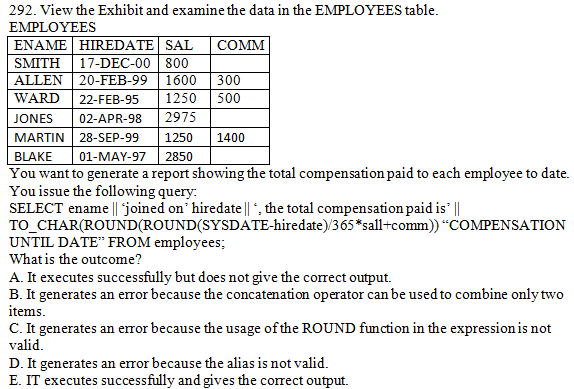 292. View the Exhibit and examine the data in the EMPLOYEES table.
EMPLOYEES
ENAME HIREDATE SAL COMM
SMITH 17-DEC-00 800
ALLEN 20-FEB-99 1600 300
WARD 22-FEB-95 1250 500
JONES 02-APR-98 2975
MARTIN 28-SEP-99 1250 1400
BLAKE 01-MAY-97 2850
You want to generate a report showing the total compensation paid to each employee to date.
You issue the following query:
SELECT ename || ‘joined on’ hiredate || ‘, the total compensation paid is’ ||
TO_CHAR(ROUND(ROUND(SYSDATE-hiredate)/365*sall+comm)) “COMPENSATION
UNTIL DATE” FROM employees;
What is the outcome?
A. It executes successfully but does not give the correct output.
B. It generates an error because the concatenation operator can be used to combine only two
items.
C. It generates an error because the usage of the ROUND function in the expression is not
valid.
D. It generates an error because the alias is not valid.
E. IT executes successfully and gives the correct output.